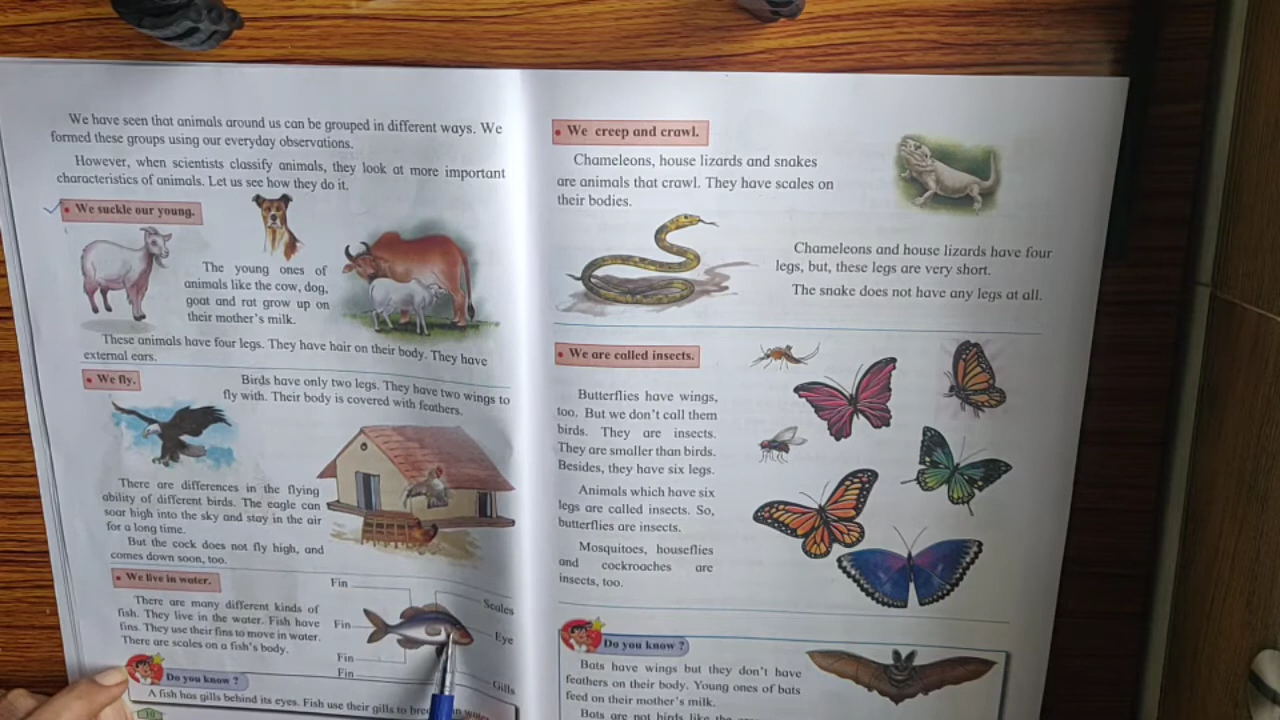 We have seen that animals around us can be grouped in different ways. We
formed these groups using our everyday observations.
However, when scientists classify animals, they look at more important
characteristics of animals. Let us see how they do it.
• We suckle our young.
The young ones of
animals like the cow, dog,
goat and rat grow up on
their mother's milk.
These animals have four legs. They have hair on their body. They have
external ears.
• We fly.
Birds have only two legs. They have two wings to
fly with. Their body is covered with feathers.
There are differences in the flying
ability of different birds. The eagle can
soar high into the sky and stay in the air
for a long time.
But the cock does not fly high, and
comes down soon, too.
• We live in water.
There are many different kinds of
fish. They live in the water. Fish have
fins. They use their fins to move in water.
There are scales on a fish's body.
Fin
Scales
Fin
Eye
Fin
Fin
Gills
Do you know ?
A fish has gills behind its eyes. Fish use their gills to
10
• We creep and crawl.
Chameleons, house lizards and snakes
are animals that crawl. They have scales on
their bodies.
Chameleons and house lizards have four
legs, but, these legs are very short.
The snake does not have any legs at all.
• We are called insects.
Butterflies have wings,
too. But we don't call them
birds. They are insects.
They are smaller than birds.
Besides, they have six legs.
Animals which have six
legs are called insects. So,
butterflies are insects.
Mosquitoes, houseflies
and cockroaches are
insects, too.
Do you know ?
Bats have wings but they don't have
feathers on their body. Young ones of bats
feed on their mother's milk.
Bats are not birds like the